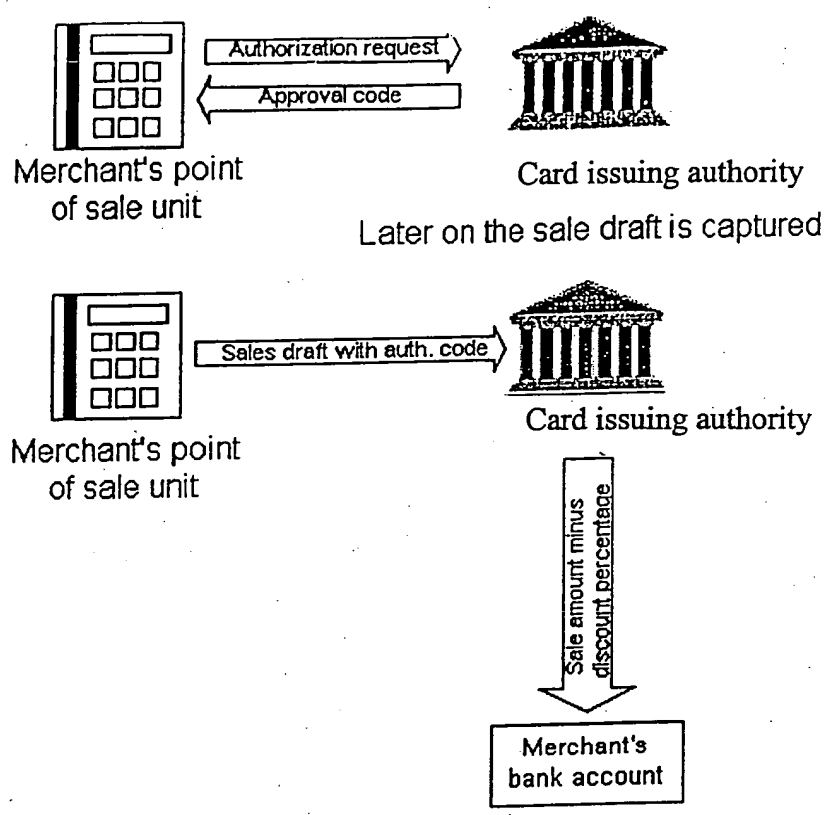 Authorization request
Approval code
Merchant's point
of sale unit
Card issuing authority
Later on the sale draft is captured
Sales draft with auth. code
Merchant's point
of sale unit
Card issuing authority
Sale amount minus
discount percentage
Merchant's
bank account